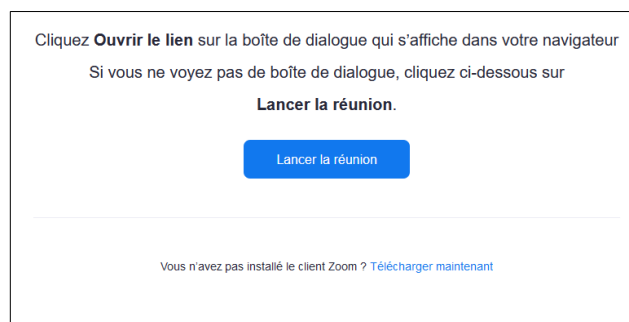 Cliquez Ouvrir le lien sur la boîte de dialogue qui s’affiche dans votre navigateur
Si vous ne voyez pas de boîte de dialogue, cliquez ci-dessous sur
Lancer la réunion.
Lancer la réunion
Vous n’avez pas installé le client Zoom ? Télécharger maintenant